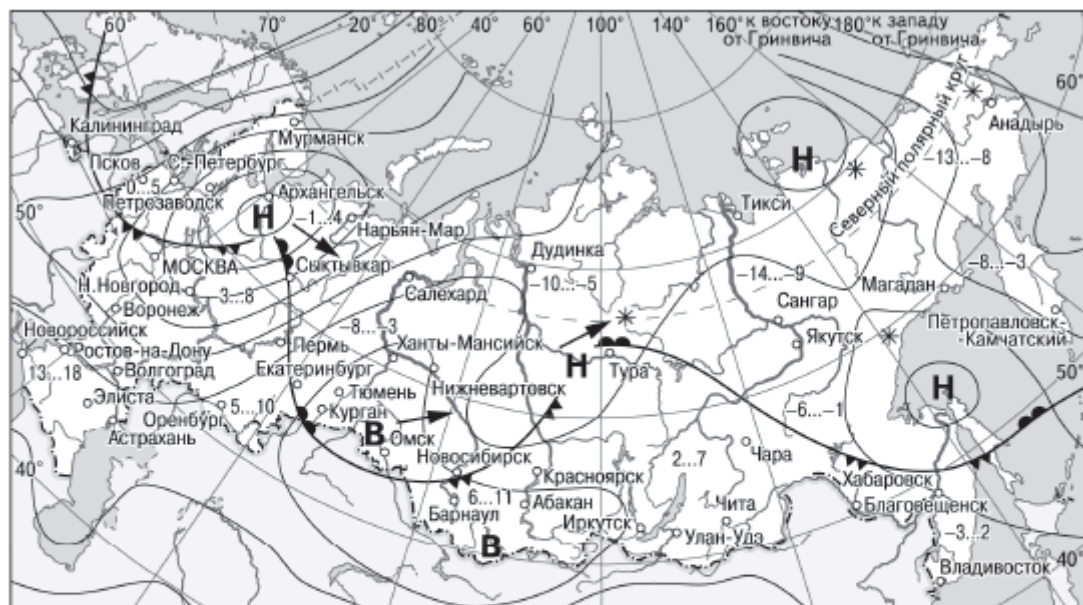 60°
70°
20°
40°
60°
80°
100°
120°
140°
160° к востоку
от Гринвича
180° к западу
от Гринвича
60°
Калининград
Мурманск
Северный полярный круг
Анадырь
–13...–8
Псков
С.-Петербург
Н
–0...5
Петрозаводск
Архангельск
50°
Н
–1...4
Нарьян-Мар
Тикси
МОСКВА
Сыктывкар
Дудинка
–14...–9
–8...–3
Н.Новгород
3...8
Салехард
–10...–5
Магадан
Сангар
Воронеж
–8...–3
Якутск
Петропавловск-
-Камчатский
Новороссийск
Пермь
Ханты-Мансийск
Ростов-на-Дону
Екатеринбург
Н
Тура
Н
50°
13...18
Волгоград
Тюмень
Нижневартовск
–6...–1
Элиста
Оренбург
5...10
Курган
В
Омск
Астрахань
Новосибирск
2...7
Чара
40°
Красноярск
Хабаровск
6...11
Абакан
Чита
Благовещенск
Барнаул
Иркутск
Улан-Удэ
–3...2
В
40°
Владивосток